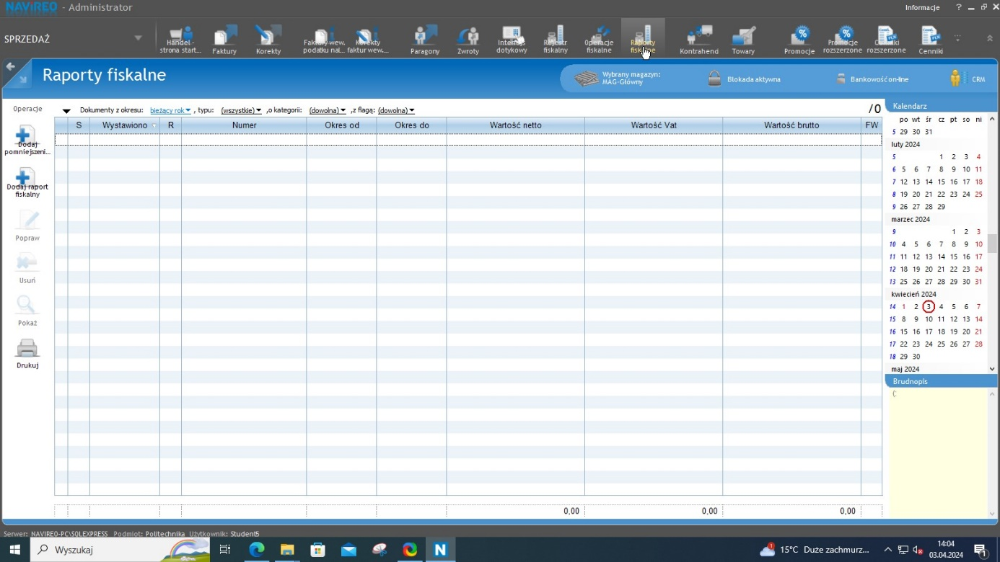 NAVIREO - Administrator
Informacje ?
SPRZEDAŻ
Handel - strona start...
Faktury
Korekty
Faktury wew. podatku nal...
Korekty faktur wew....
Paragony
Zwroty
dotykowy
Rejestr fiskalny
Operacje fiskalne
Raporty fiskalne
Kontrahend
Towary
Promocje
Promocje rozszerzone
Cenniki rozszerzone
Cenniki
Raporty fiskalne
Wybrany magazyn:
MAG-Główny
Blokada aktywna
Bankowość on-line
CRM
Operacje
Dodaj pomniejszeni...
Dodaj raport fiskalny
Popraw
Usuń
Pokaż
Drukuj
Dokumenty z okresu: bieżący rok , typu: (wszystkie) ,o kategorii: (dowolna) ,z flagą: (dowolna)
/0
S Wystawiono R Numer Okres od Okres do Wartość netto Wartość Vat Wartość brutto FW
0,00 0,00 0,00
Kalendarz
po wt śr cz pt so ni
5 29 30 31
luty 2024
5 1 2 3 4
6 5 6 7 8 9 10 11
7 12 13 14 15 16 17 18
8 19 20 21 22 23 24 25
9 26 27 28 29
marzec 2024
9 1 2 3
10 4 5 6 7 8 9 10
11 11 12 13 14 15 16 17
12 18 19 20 21 22 23 24
13 25 26 27 28 29 30 31
kwiecień 2024
14 1 2 3 4 5 6 7
15 8 9 10 11 12 13 14
16 15 16 17 18 19 20 21
17 22 23 24 25 26 27 28
18 29 30
maj 2024
Brudnopis
(:
Serwer: NAVIREO-PC\SQLEXPRESS Podmiot: Politechnika Użytkownik: Student5
Wyszukaj
15°C Duże zachmurz...
14:04
03.04.2024